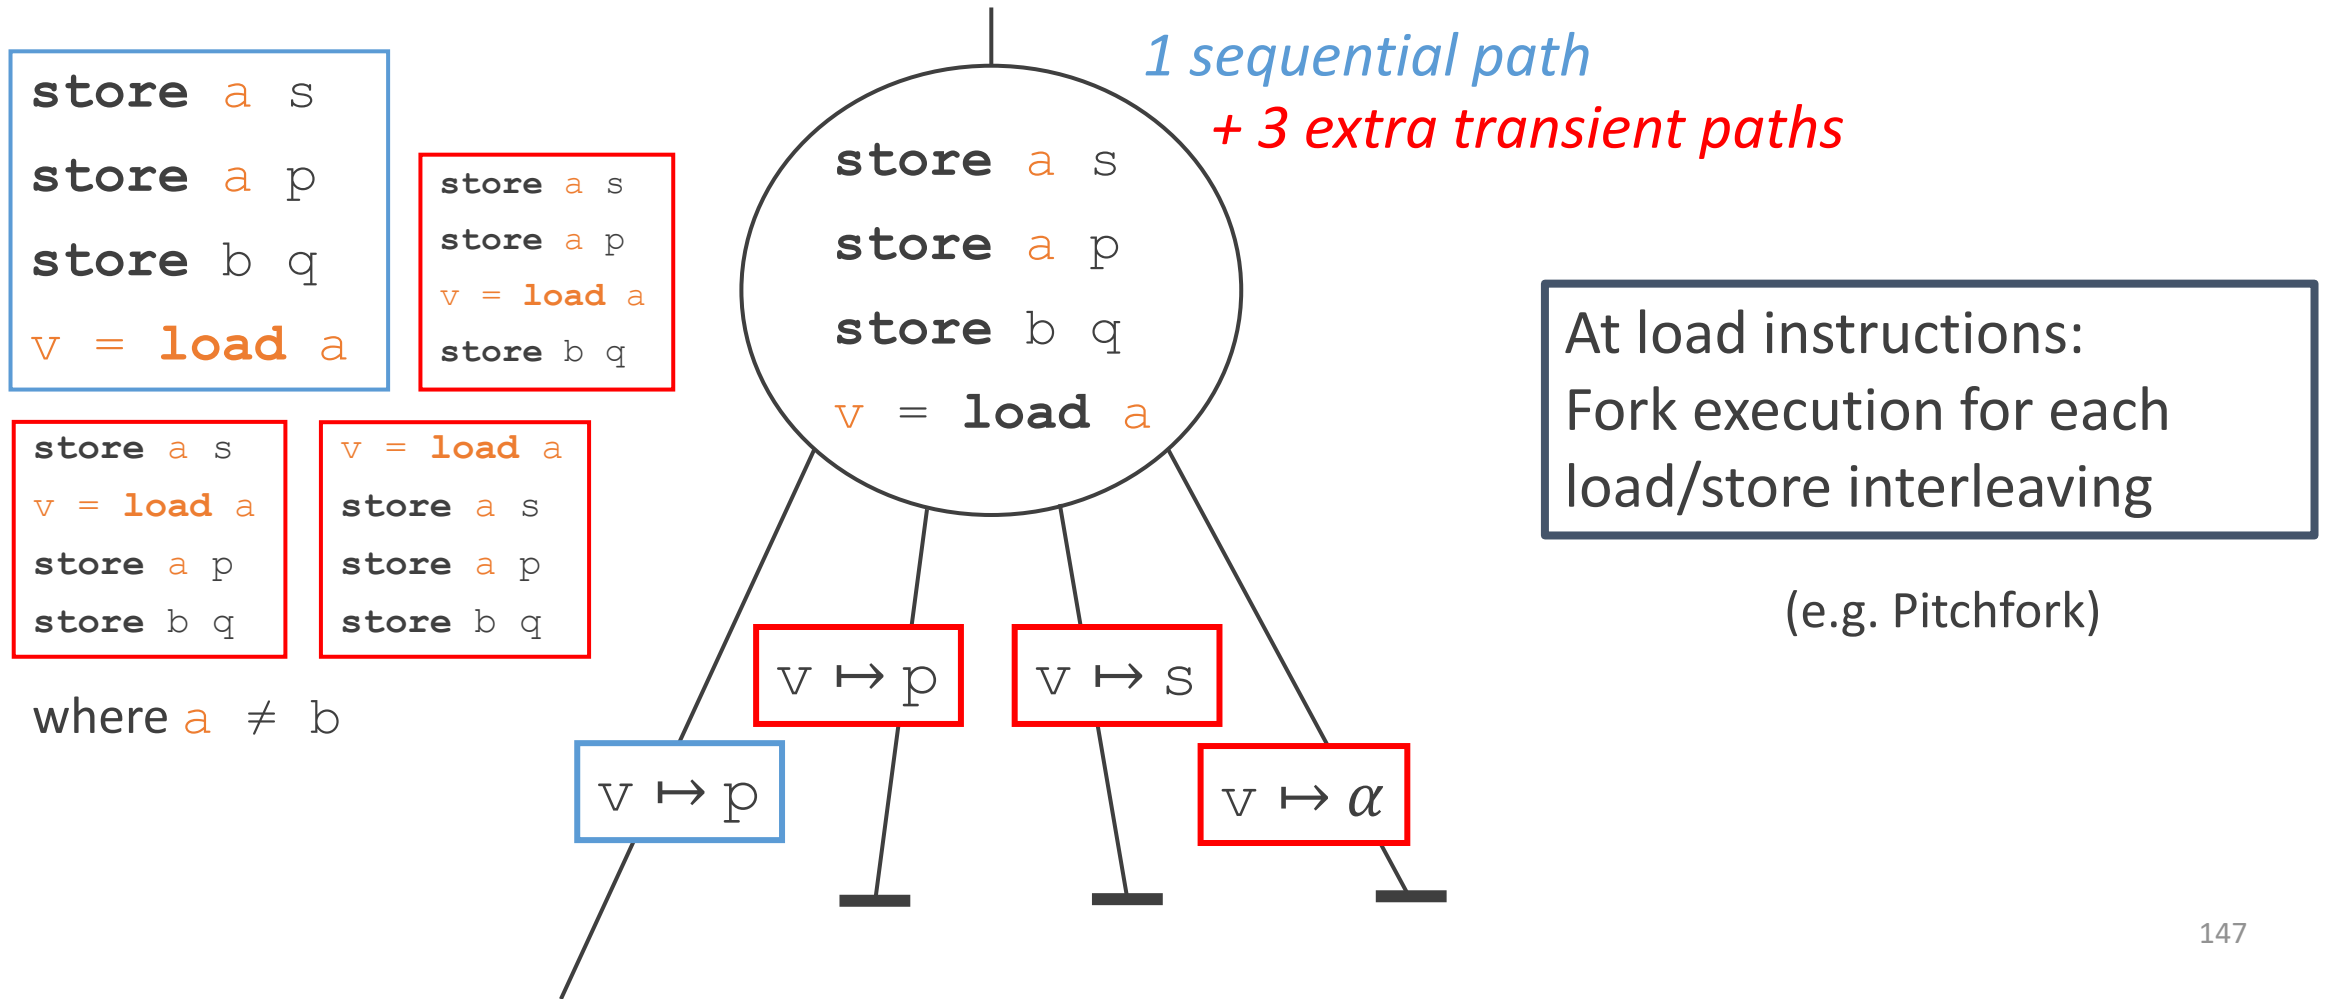 1 sequential path
+ 3 extra transient paths
store a s
store a p
store b q
v = load a
store a s
store a p
v = load a
store b q
store a s
v = load a
store a p
store b q
v = load a
store a s
store a p
store b q
where a ≠ b
store a s
store a p
store b q
v = load a
v ↦ p
v ↦ p
v ↦ s
v ↦ α
At load instructions:
Fork execution for each
load/store interleaving
(e.g. Pitchfork)
147